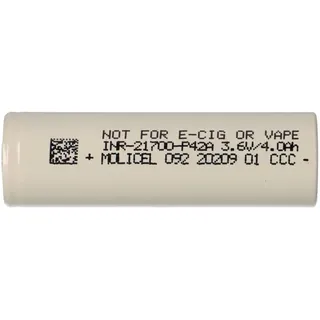 NOT FOR E-CIG OR VAPE
INR-21700-P42A 3.6V/4.0Ah
+ MOLICEL 092 20209 01 CCC -